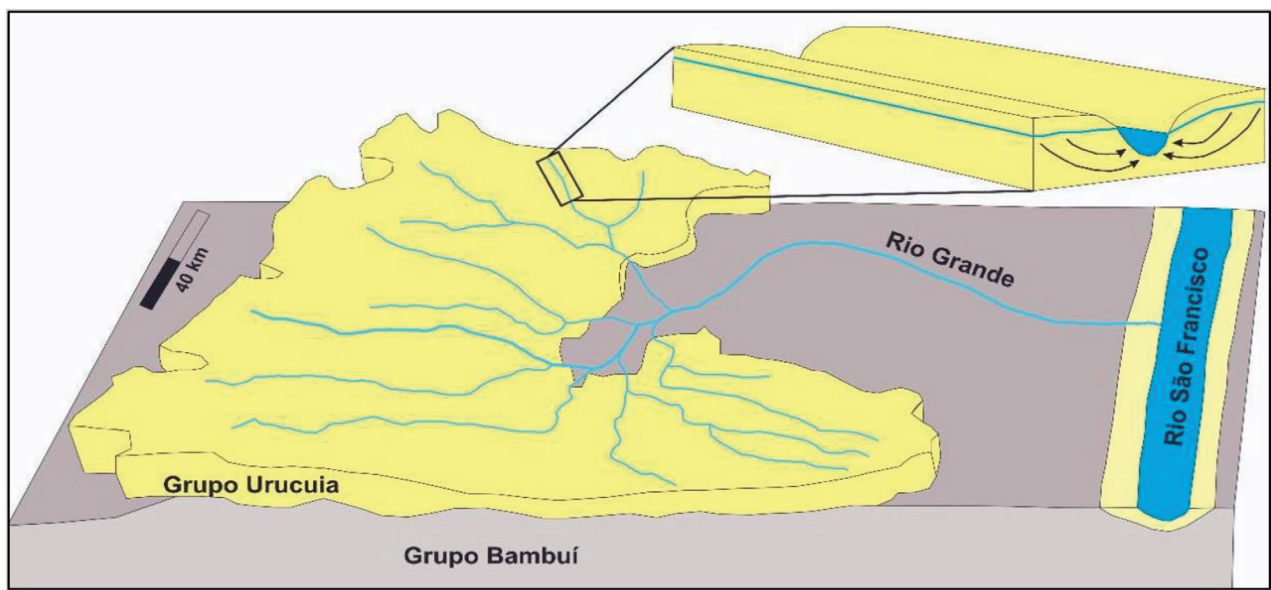 40 km
Rio Grande
Rio São Francisco
Grupo Urucuia
Grupo Bambuí